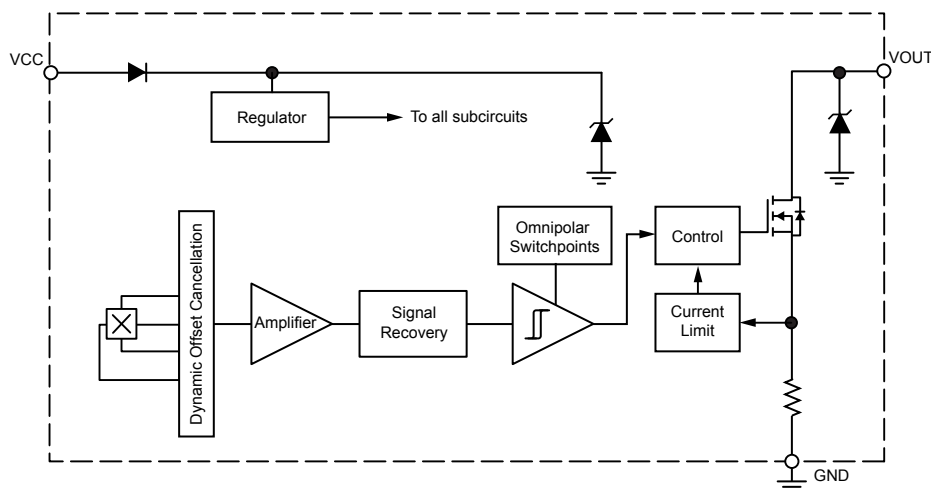 VCC
VOUT
Regulator
To all subcircuits
Omnipolar
Switchpoints
Control
Dynamic Offset Cancellation
Amplifier
Signal
Recovery
Current
Limit
GND